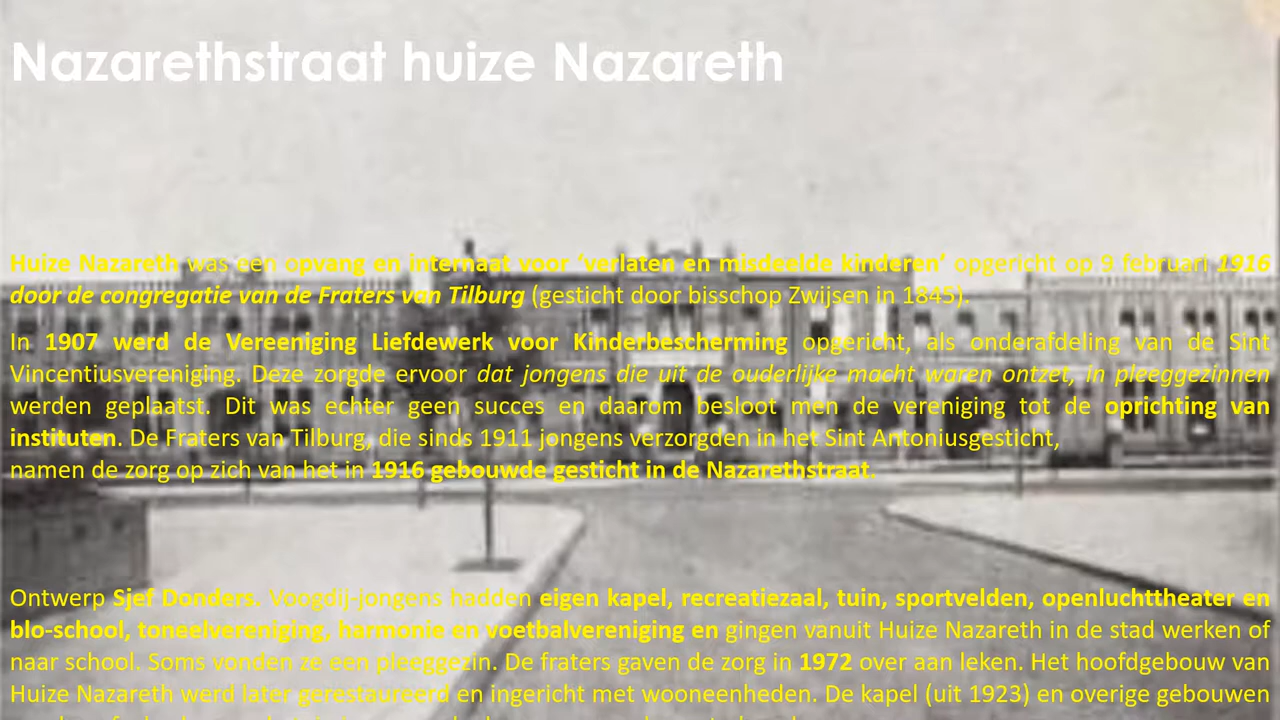 Nazarethstraat huize Nazareth
Huize Nazareth was een opvang en internaat voor ‘verlaten en misdeelde kinderen’ opgericht op 9 februari 1916
door de congregatie van de Fraters van Tilburg (gesticht door bisschop Zwijsen in 1845).
In 1907 werd de Vereeniging Liefdewerk voor Kinderbescherming opgericht, als onderafdeling van de Sint
Vincentiusvereniging. Deze zorgde ervoor dat jongens die uit de ouderlijke macht waren ontzet, in pleeggezinnen
werden geplaatst. Dit was echter geen succes en daarom besloot men de vereniging tot de oprichting van
instituten. De Fraters van Tilburg, die sinds 1911 jongens verzorgden in het Sint Antoniusgesticht,
namen de zorg op zich van het in 1916 gebouwde gesticht in de Nazarethstraat.
Ontwerp Sjef Donders. Voogdij-jongens hadden eigen kapel, recreatiezaal, tuin, sportvelden, openluchttheater en
blo-school, toneelvereniging, harmonie en voetbalvereniging en gingen vanuit Huize Nazareth in de stad werken of
naar school. Soms vonden ze een pleeggezin. De fraters gaven de zorg in 1972 over aan leken. Het hoofdgebouw van
Huize Nazareth werd later gerestaureerd en ingericht met wooneenheden. De kapel (uit 1923) en overige gebouwen